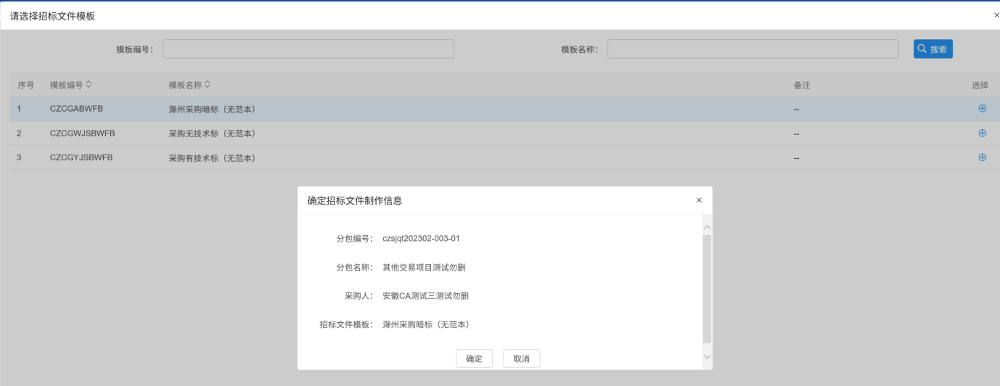 请选择招标文件模板 ×
模板编号: 模板名称: 搜索
序号 模板编号 模板名称 备注 选择
1 CZCGABWFB 滁州采购暗标（无范本） --
2 CZCGWJSBWFB 采购无技术标（无范本） --
3 CZCGYJSBWFB 采购有技术标（无范本） --
确定招标文件制作信息 ×
分包编号: czsjqt202302-003-01
分包名称: 其他交易项目测试勿删
采购人: 安徽CA测试三测试勿删
招标文件模板: 滁州采购暗标（无范本）
确定 取消